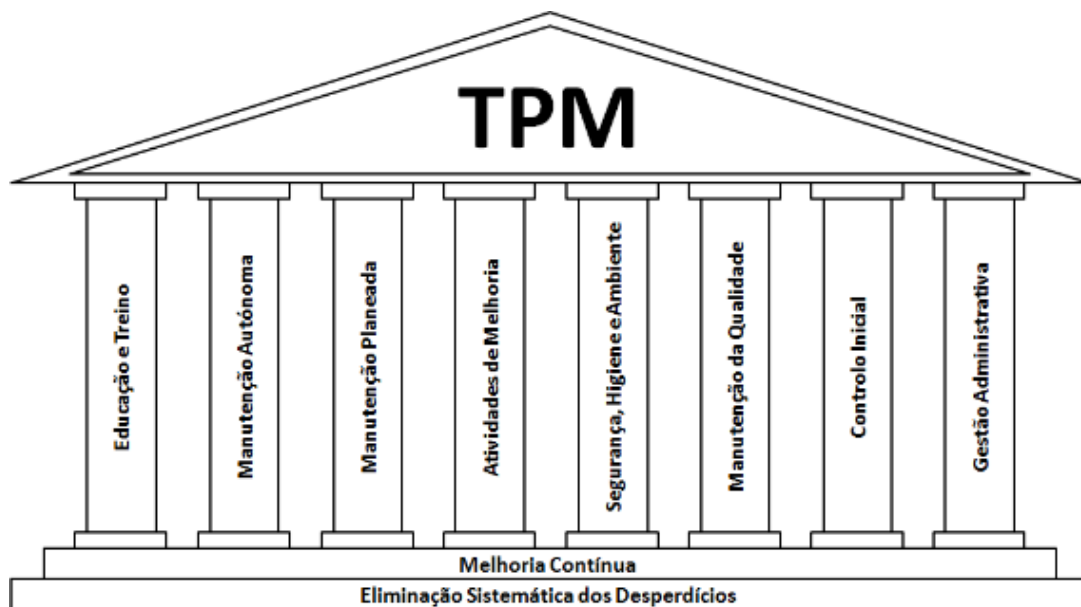 TPM
Educação e Treino
Manutenção Autónoma
Manutenção Planeada
Atividades de Melhoria
Segurança, Higiene e Ambiente
Manutenção da Qualidade
Controlo Inicial
Gestão Administrativa
Melhoria Contínua
Eliminação Sistemática dos Desperdícios